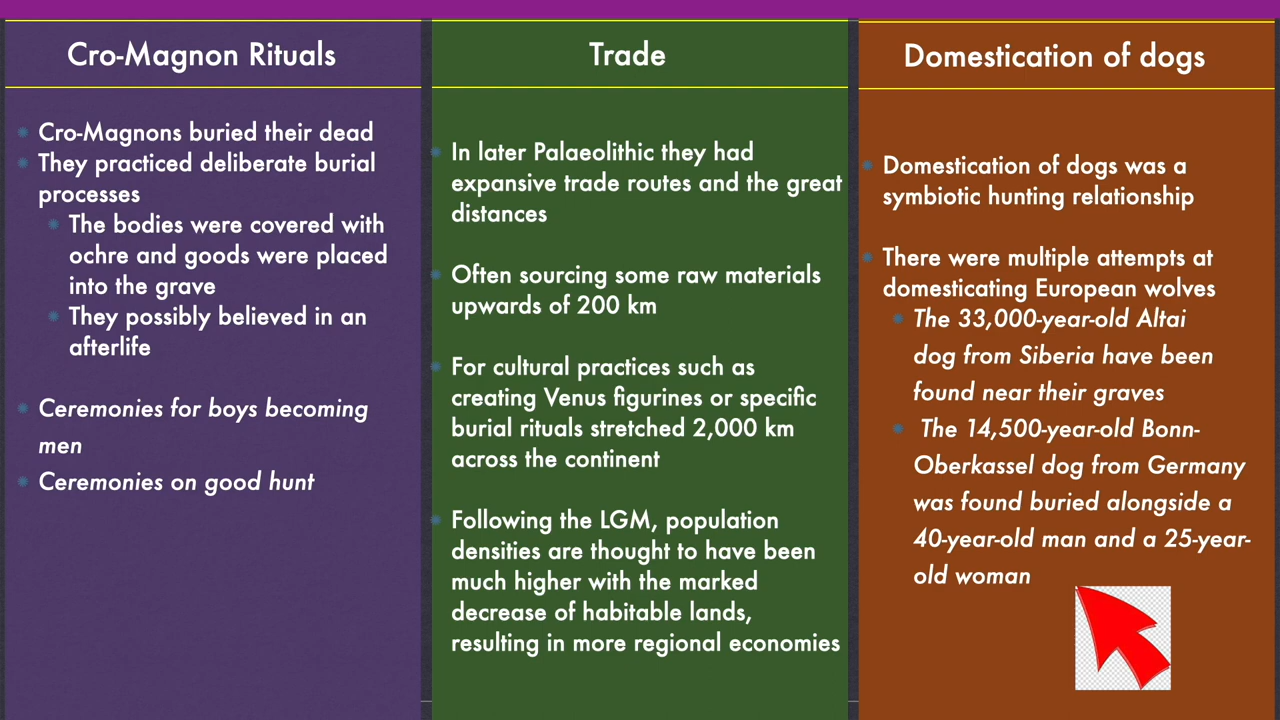 Cro-Magnon Rituals
Cro-Magnons buried their dead
They practiced deliberate burial
processes
The bodies were covered with
ochre and goods were placed
into the grave
They possibly believed in an
afterlife
Ceremonies for boys becoming
men
Ceremonies on good hunt
Trade
In later Palaeolithic they had
expansive trade routes and the great
distances
Often sourcing some raw materials
upwards of 200 km
For cultural practices such as
creating Venus figurines or specific
burial rituals stretched 2,000 km
across the continent
Following the LGM, population
densities are thought to have been
much higher with the marked
decrease of habitable lands,
resulting in more regional economies
Domestication of dogs
Domestication of dogs was a
symbiotic hunting relationship
There were multiple attempts at
domesticating European wolves
The 33,000-year-old Altai
dog from Siberia have been
found near their graves
The 14,500-year-old Bonn-
Oberkassel dog from Germany
was found buried alongside a
40-year-old man and a 25-year-
old woman